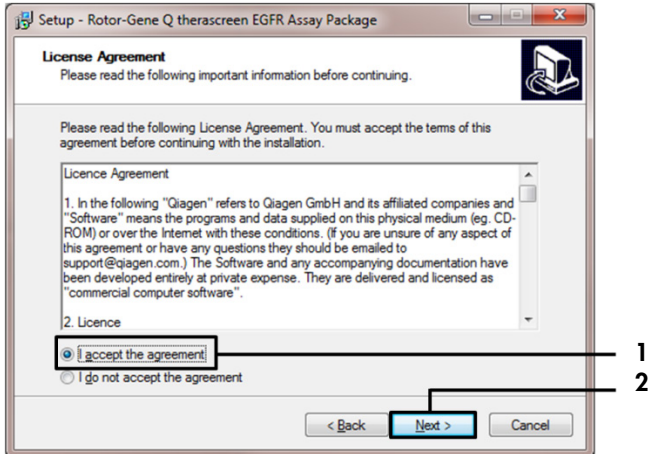 Setup - Rotor-Gene Q therascreen EGFR Assay Package
License Agreement
Please read the following important information before continuing.
Please read the following License Agreement. You must accept the terms of this
agreement before continuing with the installation.
Licence Agreement
1. In the following "Qiagen" refers to Qiagen GmbH and its affiliated companies and
"Software" means the programs and data supplied on this physical medium (eg. CD-
ROM) or over the Internet with these conditions. (If you are unsure of any aspect of
this agreement or have any questions they should be emailed to
support@qiagen.com.) The Software and any accompanying documentation have
been developed entirely at private expense. They are delivered and licensed as
"commercial computer software".
2. Licence
I accept the agreement
1
I do not accept the agreement
2
< Back
Next >
Cancel